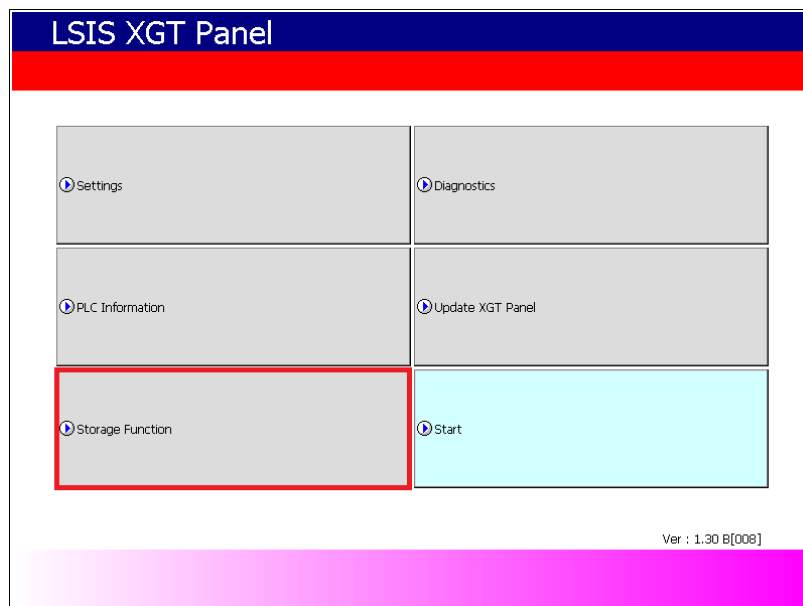 LSIS XGT Panel
Settings
Diagnostics
PLC Information
Update XGT Panel
Storage Function
Start
Ver : 1.30 B[008]